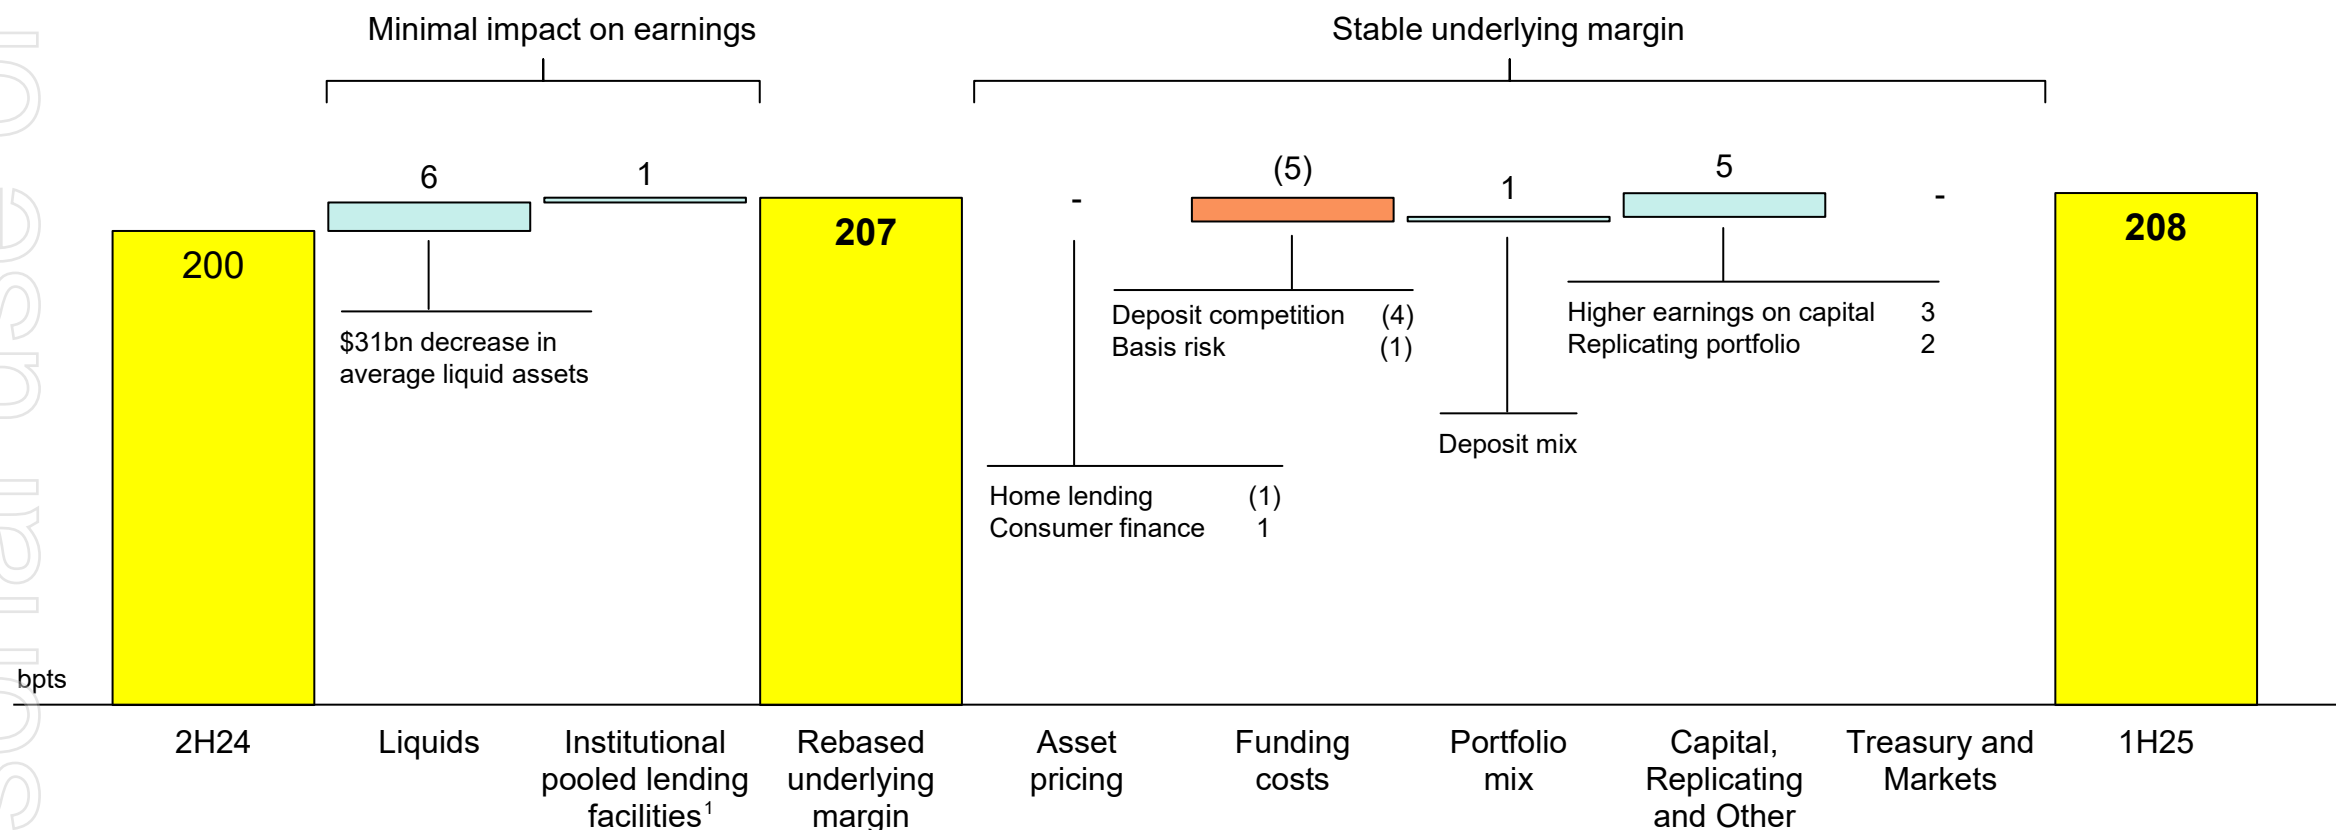 Minimal impact on earnings
Stable underlying margin
6
1
-
(5)
1
5
-
200
207
208
$31bn decrease in
average liquid assets
Deposit competition (4)
Basis risk (1)
Higher earnings on capital 3
Replicating portfolio 2
Deposit mix
Home lending (1)
Consumer finance 1
bpts
2H24
Liquids
Institutional
pooled lending
facilities1
Rebased
underlying
margin
Asset
pricing
Funding
costs
Portfolio
mix
Capital,
Replicating
and Other
Treasury and
Markets
1H25